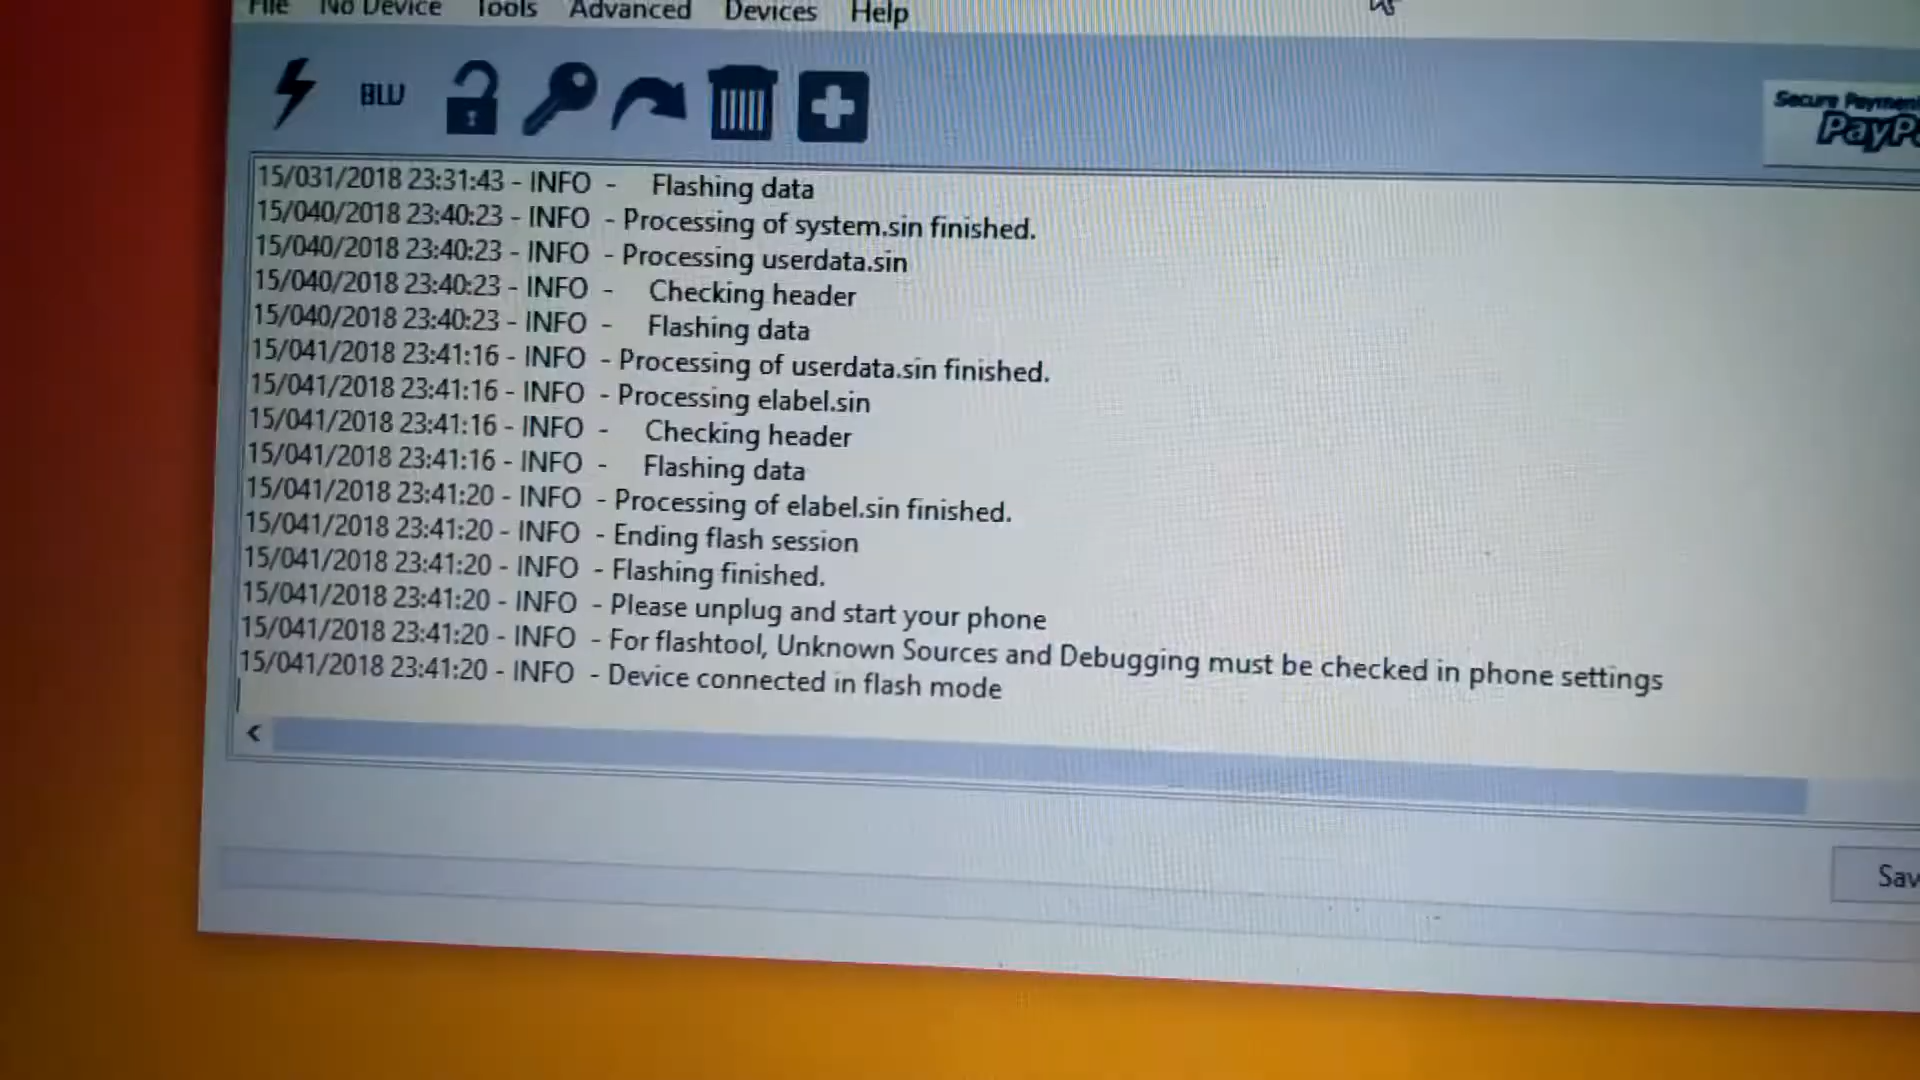 File No Device Tools Advanced Devices Help
BLU
Secure Payment
PayP
15/031/2018 23:31:43 - INFO - Flashing data
15/040/2018 23:40:23 - INFO - Processing of system.sin finished.
15/040/2018 23:40:23 - INFO - Processing userdata.sin
15/040/2018 23:40:23 - INFO - Checking header
15/040/2018 23:40:23 - INFO - Flashing data
15/041/2018 23:41:16 - INFO - Processing of userdata.sin finished.
15/041/2018 23:41:16 - INFO - Processing elabel.sin
15/041/2018 23:41:16 - INFO - Checking header
15/041/2018 23:41:16 - INFO - Flashing data
15/041/2018 23:41:20 - INFO - Processing of elabel.sin finished.
15/041/2018 23:41:20 - INFO - Ending flash session
15/041/2018 23:41:20 - INFO - Flashing finished.
15/041/2018 23:41:20 - INFO - Please unplug and start your phone
15/041/2018 23:41:20 - INFO - For flashtool, Unknown Sources and Debugging must be checked in phone settings
15/041/2018 23:41:20 - INFO - Device connected in flash mode
Sav